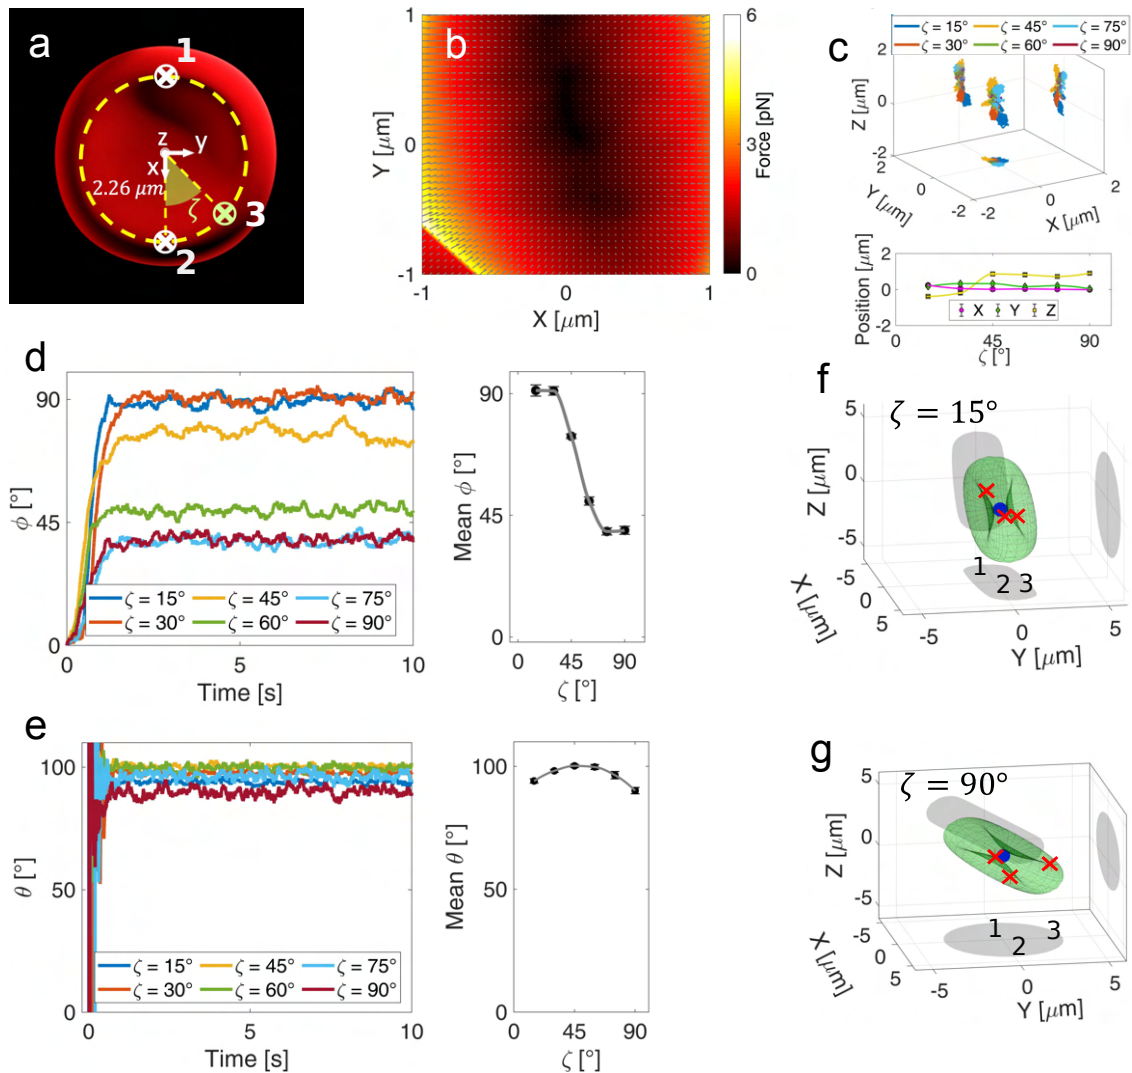 a
1
z
y
x
2.26 μm
ζ
3
2
b
1
0
-1
Y [μm]
-1
0
1
X [μm]
6
3
0
Force [pN]
c
ζ = 15° ζ = 45° ζ = 75°
ζ = 30° ζ = 60° ζ = 90°
2
2
0
-2
Z [μm]
2
0
-2
Y [μm]
-2
0
2
X [μm]
2
0
-2
Position [μm]
X Y Z
0 45 90
ζ [°]
d
90
45
0
ϕ [°]
ζ = 15° ζ = 45° ζ = 75°
ζ = 30° ζ = 60° ζ = 90°
0 5 10
Time [s]
90
45
0
Mean ϕ [°]
0 45 90
ζ [°]
e
100
50
0
θ [°]
ζ = 15° ζ = 45° ζ = 75°
ζ = 30° ζ = 60° ζ = 90°
0 5 10
Time [s]
100
50
0
Mean θ [°]
0 45 90
ζ [°]
f
ζ = 15°
5
0
-5
Z [μm]
1
2 3
-5
0
5
X [μm]
-5 0 5
Y [μm]
g
ζ = 90°
5
0
-5
Z [μm]
1
2
3
-5
0
5
X [μm]
-5 0 5
Y [μm]